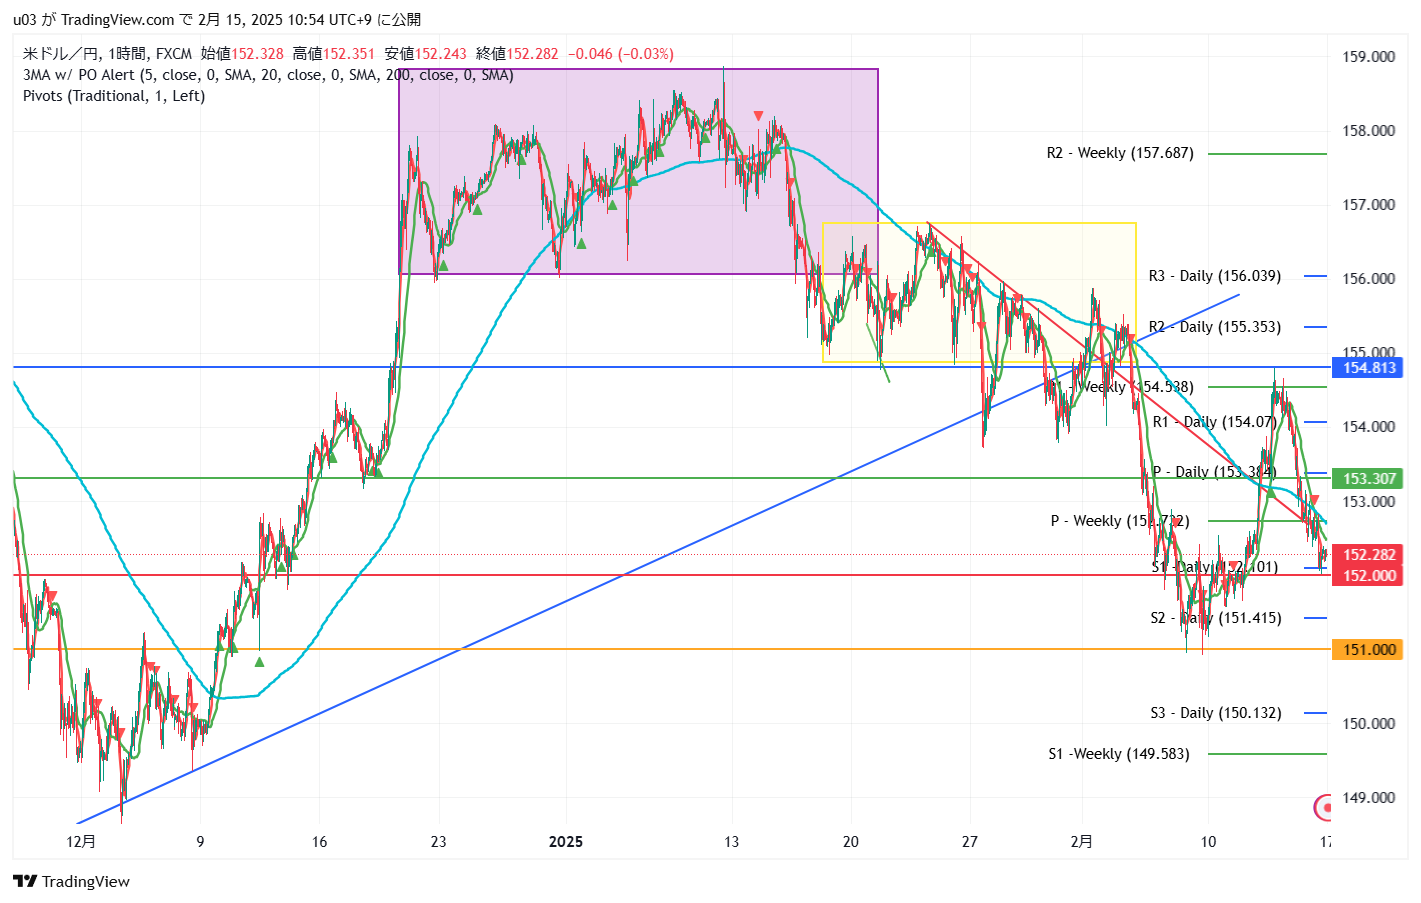 u03 が TradingView.com で 2月 15, 2025 10:54 UTC+9 に公開
米ドル／円, 1時間, FXCM 始値152.328 高値152.351 安値152.243 終値152.282 −0.046 (−0.03%)
3MA w/ PO Alert (5, close, 0, SMA, 20, close, 0, SMA, 200, close, 0, SMA)
Pivots (Traditional, 1, Left)
159.000
158.000
R2 - Weekly (157.687)
157.000
R3 - Daily (156.039)
156.000
R2 - Daily (155.353)
155.000
154.813
R1 - Weekly (154.538)
R1 - Daily (154.07)
154.000
P - Daily (153.384)
153.307
153.000
P - Weekly (152.722)
152.282
S1 - Daily (152.101)
152.000
S2 - Daily (151.415)
151.000
S3 - Daily (150.132)
150.000
S1 -Weekly (149.583)
149.000
12月 9 16 23 2025 13 20 27 2月 10 17
TradingView